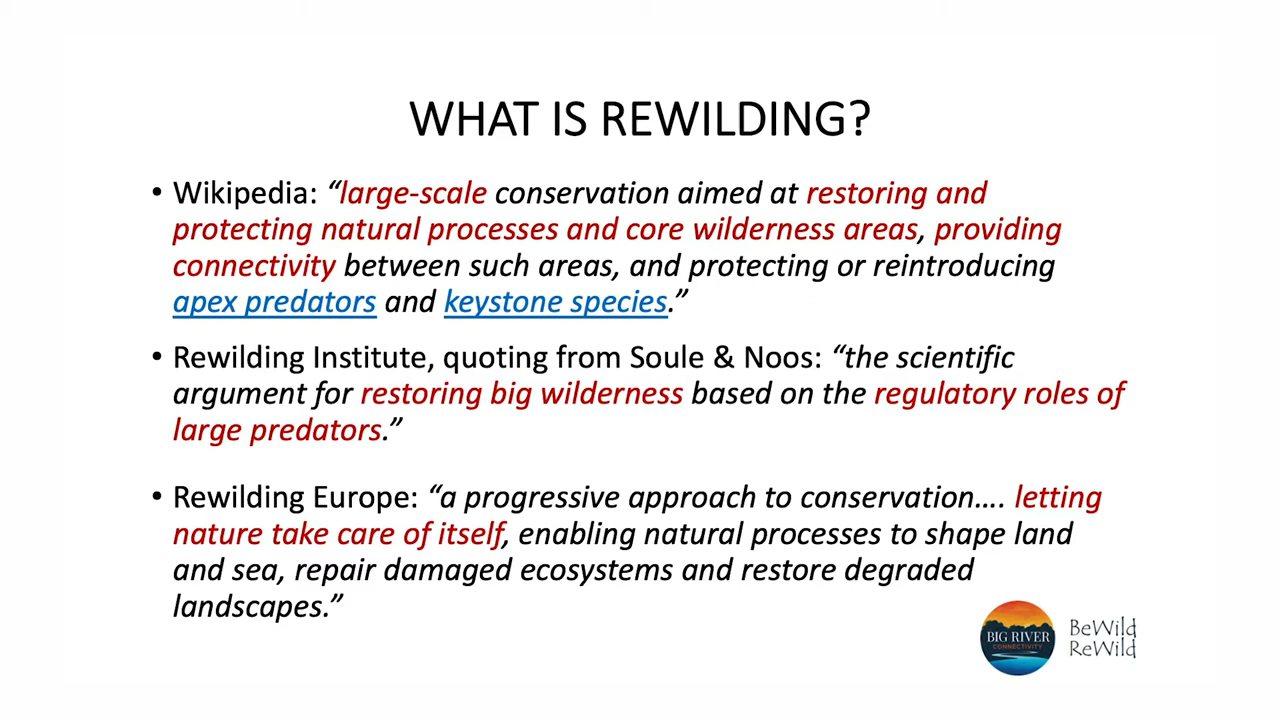 WHAT IS REWILDING?
• Wikipedia: “large-scale conservation aimed at restoring and
protecting natural processes and core wilderness areas, providing
connectivity between such areas, and protecting or reintroducing
apex predators and keystone species.”
• Rewilding Institute, quoting from Soule & Noos: “the scientific
argument for restoring big wilderness based on the regulatory roles of
large predators.”
• Rewilding Europe: “a progressive approach to conservation…. letting
nature take care of itself, enabling natural processes to shape land
and sea, repair damaged ecosystems and restore degraded
landscapes.”
BIG RIVER
CONNECTIVITY
BeWild
ReWild